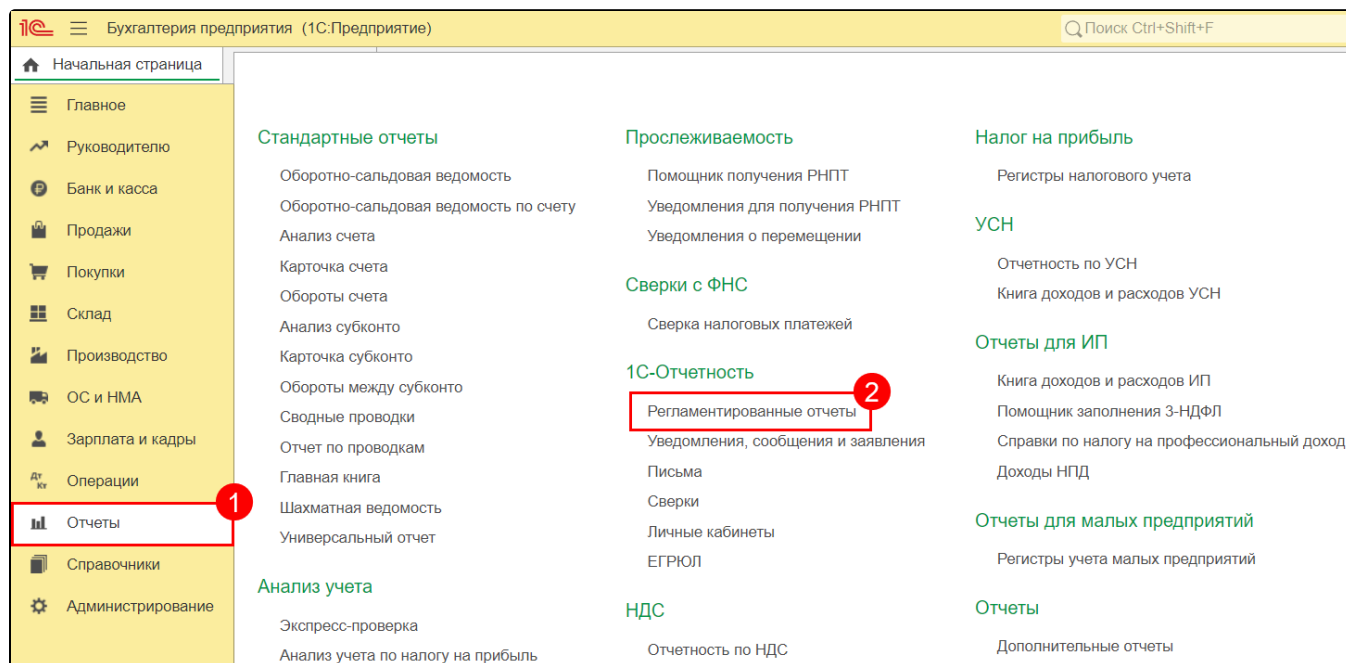 1С Бухгалтерия предприятия (1С:Предприятие)
Поиск Ctrl+Shift+F
Начальная страница
Главное
Руководителю
Банк и касса
Продажи
Покупки
Склад
Производство
ОС и НМА
Зарплата и кадры
Дт Кт Операции
1
Отчеты
Справочники
Администрирование
Стандартные отчеты
Оборотно-сальдовая ведомость
Оборотно-сальдовая ведомость по счету
Анализ счета
Карточка счета
Обороты счета
Анализ субконто
Карточка субконто
Обороты между субконто
Сводные проводки
Отчет по проводкам
Главная книга
Шахматная ведомость
Универсальный отчет
Анализ учета
Экспресс-проверка
Анализ учета по налогу на прибыль
Прослеживаемость
Помощник получения РНПТ
Уведомления для получения РНПТ
Уведомления о перемещении
Сверки с ФНС
Сверка налоговых платежей
1С-Отчетность
2
Регламентированные отчеты
Уведомления, сообщения и заявления
Письма
Сверки
Личные кабинеты
ЕГРЮЛ
НДС
Отчетность по НДС
Налог на прибыль
Регистры налогового учета
УСН
Отчетность по УСН
Книга доходов и расходов УСН
Отчеты для ИП
Книга доходов и расходов ИП
Помощник заполнения 3-НДФЛ
Справки по налогу на профессиональный доход
Доходы НПД
Отчеты для малых предприятий
Регистры учета малых предприятий
Отчеты
Дополнительные отчеты